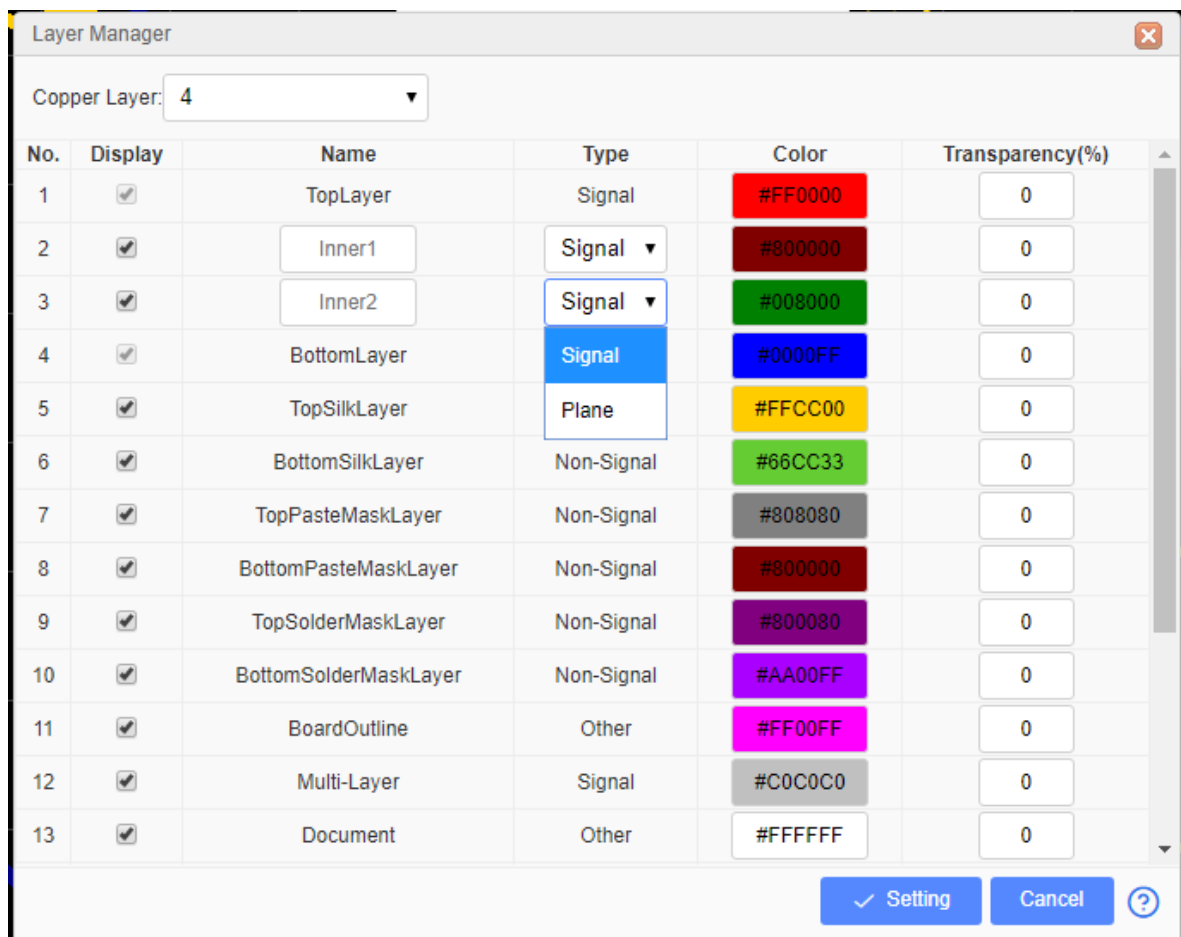 Layer Manager
Copper Layer: 4
No. Display Name Type Color Transparency(%)
1 TopLayer Signal #FF0000 0
2 Inner1 Signal #800000 0
3 Inner2 Signal #008000 0
4 BottomLayer Signal #0000FF 0
5 TopSilkLayer Plane #FFCC00 0
6 BottomSilkLayer Non-Signal #66CC33 0
7 TopPasteMaskLayer Non-Signal #808080 0
8 BottomPasteMaskLayer Non-Signal #800000 0
9 TopSolderMaskLayer Non-Signal #800080 0
10 BottomSolderMaskLayer Non-Signal #AA00FF 0
11 BoardOutline Other #FF00FF 0
12 Multi-Layer Signal #C0C0C0 0
13 Document Other #FFFFFF 0
Setting Cancel ?